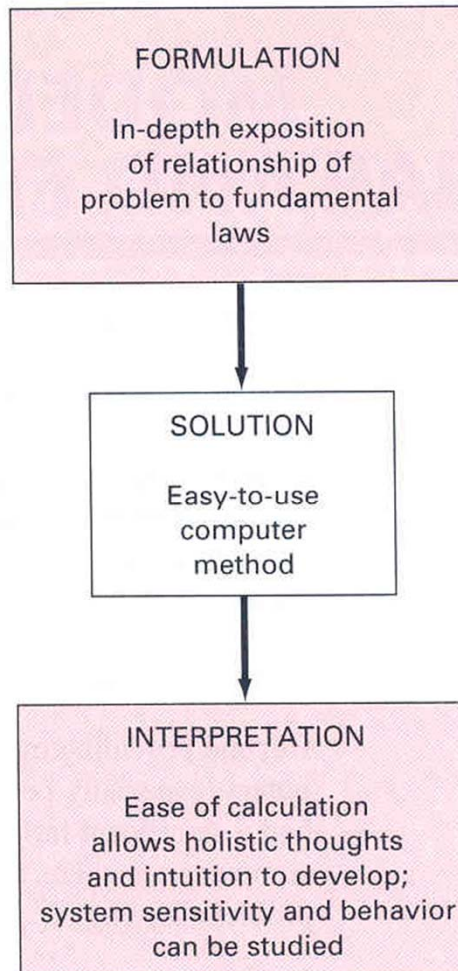 FORMULATION
In-depth exposition
of relationship of
problem to fundamental
laws
SOLUTION
Easy-to-use
computer
method
INTERPRETATION
Ease of calculation
allows holistic thoughts
and intuition to develop;
system sensitivity and behavior
can be studied